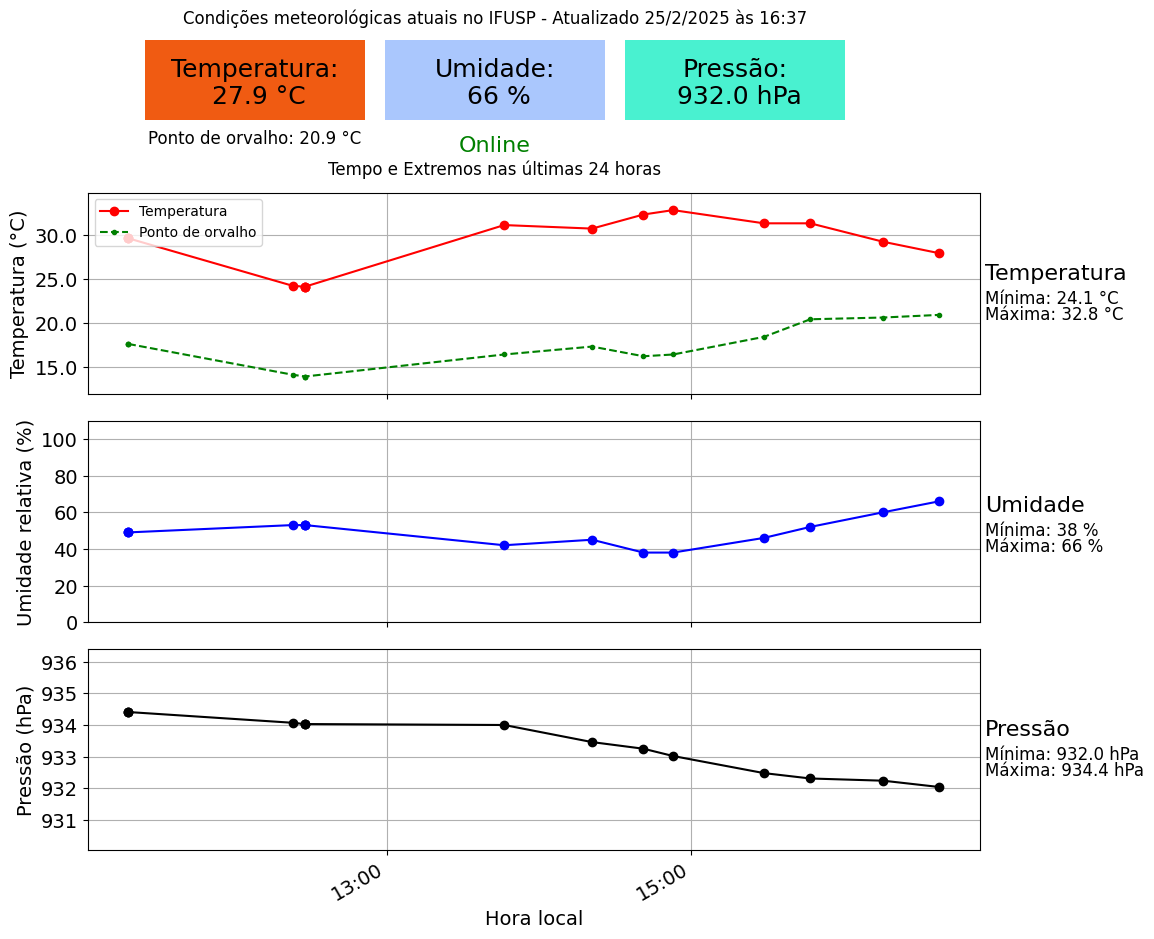 Condições meteorológicas atuais no IFUSP - Atualizado 25/2/2025 às 16:37
Temperatura:
27.9 °C
Umidade:
66 %
Pressão:
932.0 hPa
Ponto de orvalho: 20.9 °C
Online
Tempo e Extremos nas últimas 24 horas
Temperatura (°C)
30.0
25.0
20.0
15.0
Temperatura
Ponto de orvalho
Temperatura
Mínima: 24.1 °C
Máxima: 32.8 °C
Umidade relativa (%)
100
80
60
40
20
0
Umidade
Mínima: 38 %
Máxima: 66 %
Pressão (hPa)
936
935
934
933
932
931
Pressão
Mínima: 932.0 hPa
Máxima: 934.4 hPa
13:00
15:00
Hora local